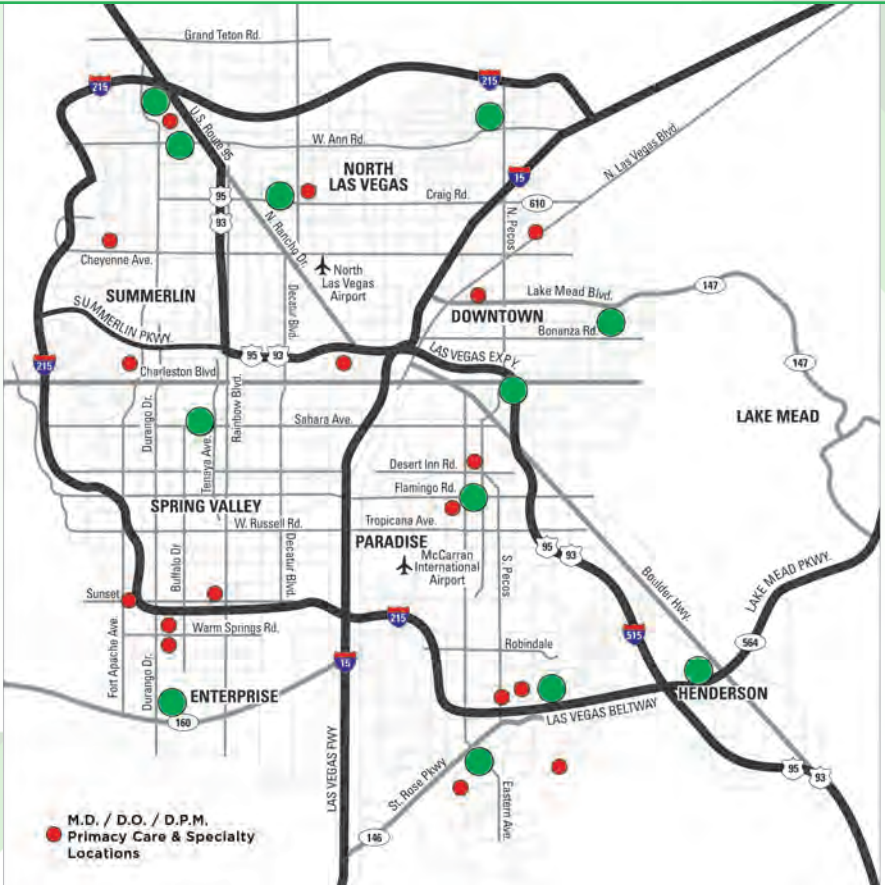 Grand Teton Rd.
215
215
U.S. Route 95
W. Ann Rd.
NORTH
LAS VEGAS
15
N. Las Vegas Blvd.
95
93
Craig Rd.
610
N. Rancho Dr.
N. Pecos
Cheyenne Ave.
North
Las Vegas
Airport
Decatur Blvd.
SUMMERLIN
Lake Mead Blvd.
147
DOWNTOWN
Bonanza Rd.
SUMMERLIN PKWY.
95
93
LAS VEGAS EXPY.
215
Charleston Blvd
147
Durango Dr.
Tenaya Ave.
Rainbow Blvd.
Sahara Ave.
LAKE MEAD
Desert Inn Rd.
Flamingo Rd.
SPRING VALLEY
W. Russell Rd.
Tropicana Ave.
PARADISE
Buffalo Dr
Decatur Blvd.
McCarran
International
Airport
S. Pecos
95
93
Boulder Hwy.
LAKE MEAD PKWY.
Sunset
215
515
564
Warm Springs Rd.
Fort Apache Ave.
Durango Dr.
Robindale
15
ENTERPRISE
160
HENDERSON
LAS VEGAS BELTWAY
LAS VEGAS FWY
St. Rose Pkwy
Eastern Ave.
95
93
146
M.D. / D.O. / D.P.M.
Primacy Care & Specialty
Locations